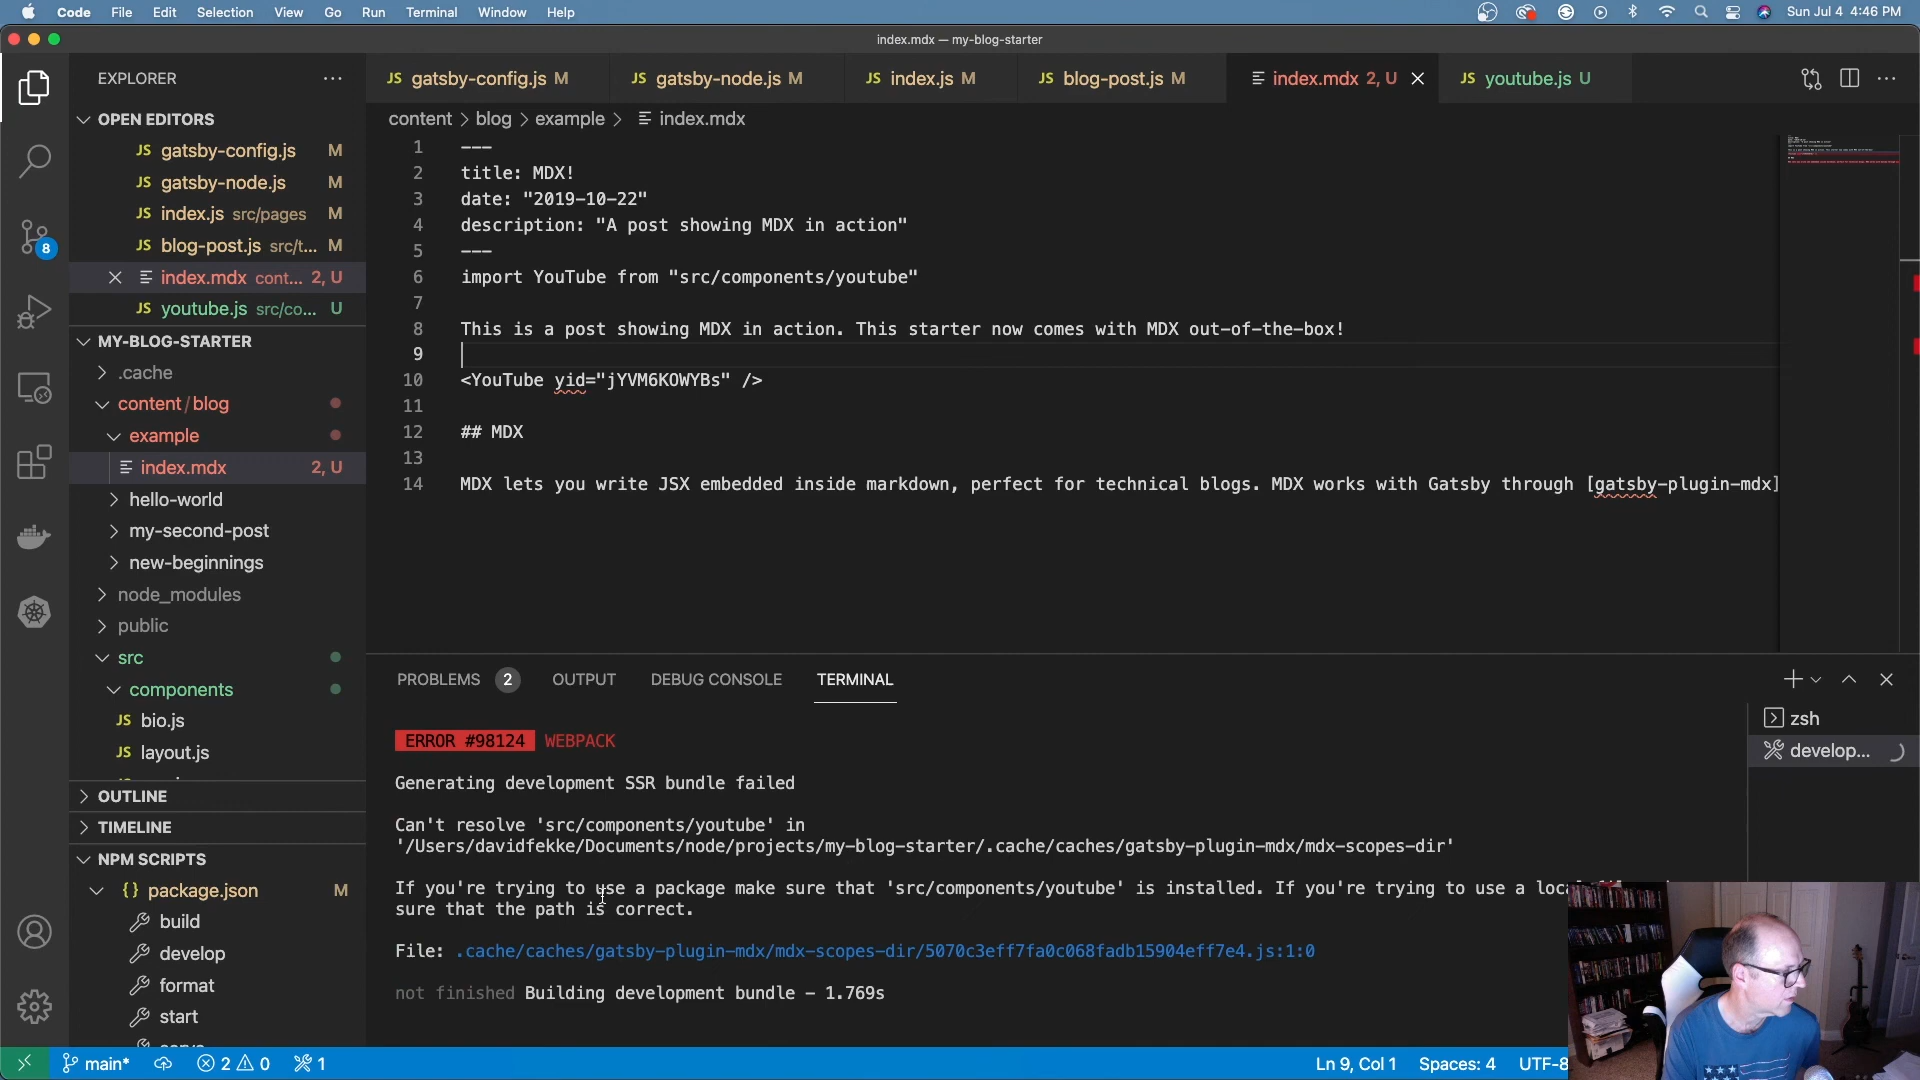 Code File Edit Selection View Go Run Terminal Window Help
Sun Jul 4 4:46 PM
index.mdx — my-blog-starter
EXPLORER
OPEN EDITORS
JS gatsby-config.js M
JS gatsby-node.js M
JS index.js src/pages M
JS blog-post.js src/t... M
index.mdx cont... 2, U
JS youtube.js src/co... U
MY-BLOG-STARTER
.cache
content/blog
example
index.mdx 2, U
hello-world
my-second-post
new-beginnings
node_modules
public
src
components
JS bio.js
JS layout.js
OUTLINE
TIMELINE
NPM SCRIPTS
{} package.json M
build
develop
format
start
8
JS gatsby-config.js M
JS gatsby-node.js M
JS index.js M
JS blog-post.js M
index.mdx 2, U
JS youtube.js U
content > blog > example > index.mdx
1 ---
2 title: MDX!
3 date: "2019-10-22"
4 description: "A post showing MDX in action"
5 ---
6 import YouTube from "src/components/youtube"
7
8 This is a post showing MDX in action. This starter now comes with MDX out-of-the-box!
9
10 <YouTube yid="jYVM6KOWYBs" />
11
12 ## MDX
13
14 MDX lets you write JSX embedded inside markdown, perfect for technical blogs. MDX works with Gatsby through [gatsby-plugin-mdx]
PROBLEMS 2 OUTPUT DEBUG CONSOLE TERMINAL
zsh
develop...
ERROR #98124 WEBPACK
Generating development SSR bundle failed
Can't resolve 'src/components/youtube' in
'/Users/davidfekke/Documents/node/projects/my-blog-starter/.cache/caches/gatsby-plugin-mdx/mdx-scopes-dir'
If you're trying to use a package make sure that 'src/components/youtube' is installed. If you're trying to use a local
sure that the path is correct.
File: .cache/caches/gatsby-plugin-mdx/mdx-scopes-dir/5070c3eff7fa0c068fadb15904eff7e4.js:1:0
not finished Building development bundle - 1.769s
main* 2 0 1
Ln 9, Col 1 Spaces: 4 UTF-8